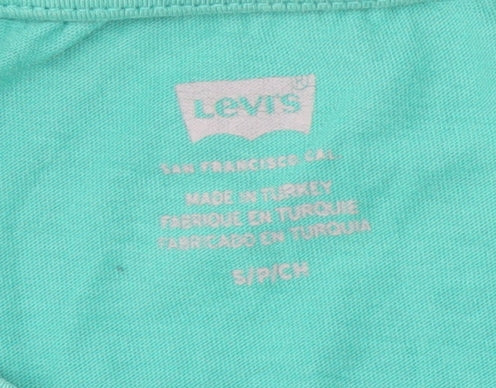 Levi's ®
SAN FRANCISCO CAL.
MADE IN TURKEY
FABRIQUE EN TURQUIE
FABRICADO EN TURQUIA
S/P/CH